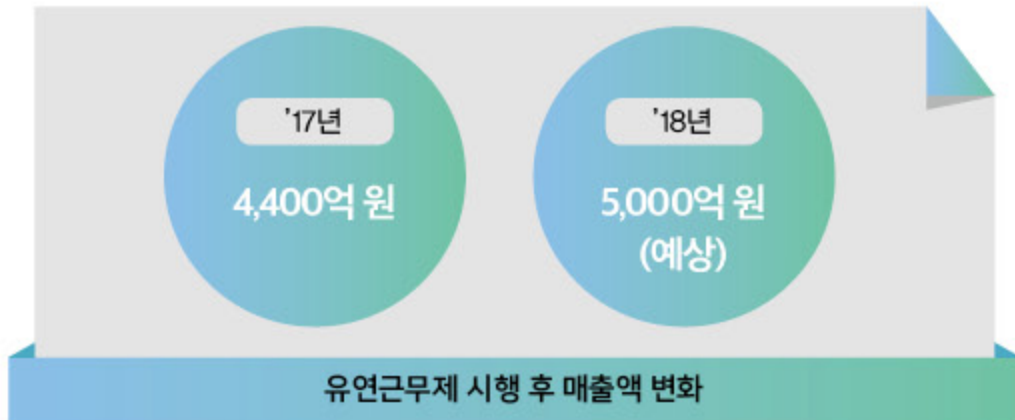 '17년
4,400억 원
'18년
5,000억 원
(예상)
유연근무제 시행 후 매출액 변화